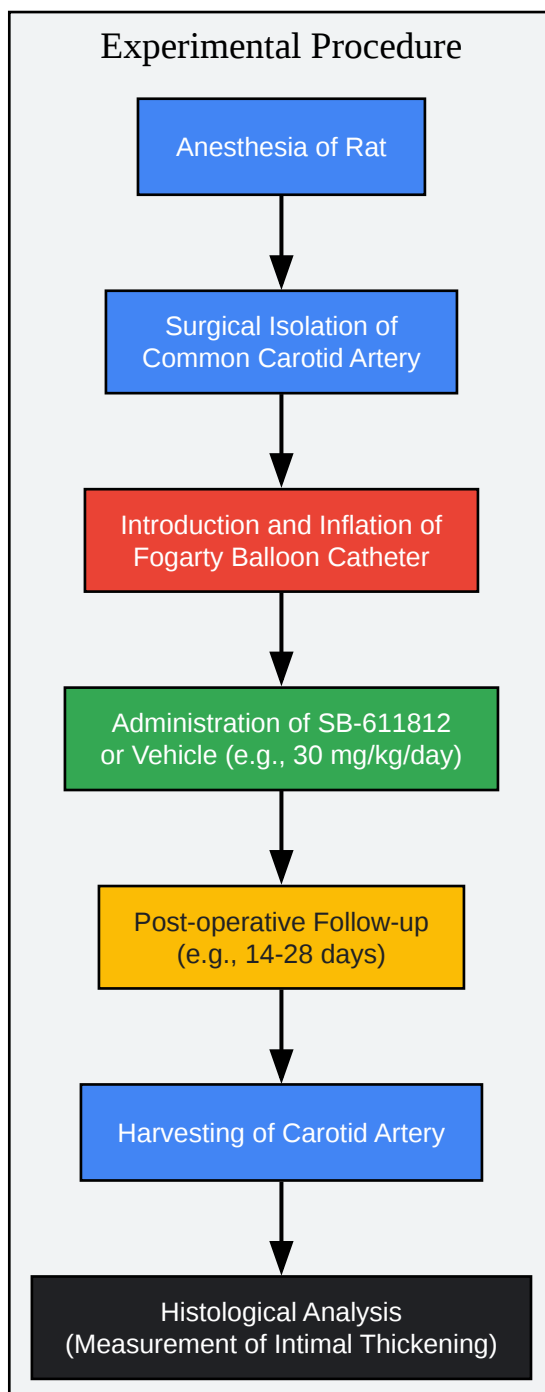 Experimental Procedure
Anesthesia of Rat
Surgical Isolation of
Common Carotid Artery
Introduction and Inflation of
Fogarty Balloon Catheter
Administration of SB-611812
or Vehicle (e.g., 30 mg/kg/day)
Post-operative Follow-up
(e.g., 14-28 days)
Harvesting of Carotid Artery
Histological Analysis
(Measurement of Intimal Thickening)